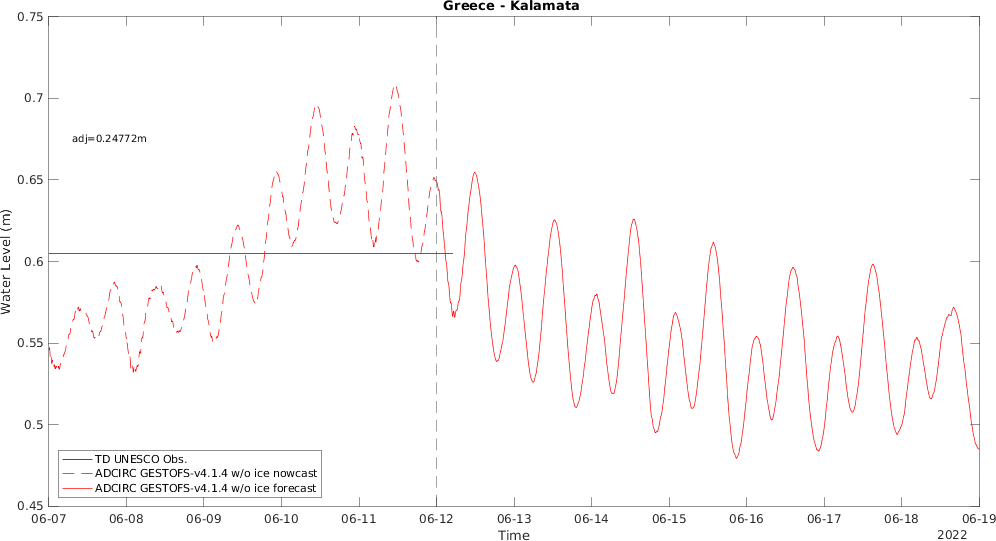 Greece - Kalamata
0.75
0.7
0.65
0.6
0.55
0.5
0.45
Water Level (m)
adj=0.24772m
TD UNESCO Obs.
ADCIRC GESTOFS-v4.1.4 w/o ice nowcast
ADCIRC GESTOFS-v4.1.4 w/o ice forecast
06-07 06-08 06-09 06-10 06-11 06-12 06-13 06-14 06-15 06-16 06-17 06-18 06-19
Time
2022